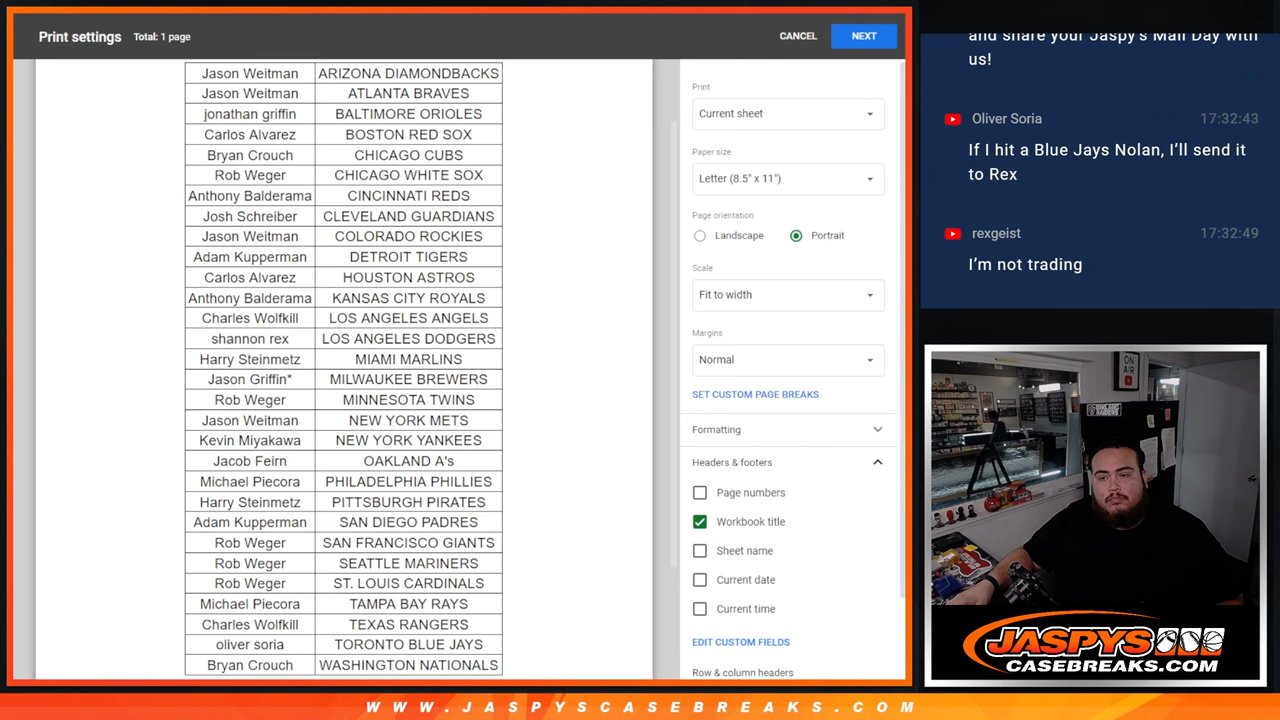 Print settings
Total: 1 page
CANCEL
NEXT
Jason Weitman ARIZONA DIAMONDBACKS
Jason Weitman ATLANTA BRAVES
jonathan griffin BALTIMORE ORIOLES
Carlos Alvarez BOSTON RED SOX
Bryan Crouch CHICAGO CUBS
Rob Weger CHICAGO WHITE SOX
Anthony Balderama CINCINNATI REDS
Josh Schreiber CLEVELAND GUARDIANS
Jason Weitman COLORADO ROCKIES
Adam Kupperman DETROIT TIGERS
Carlos Alvarez HOUSTON ASTROS
Anthony Balderama KANSAS CITY ROYALS
Charles Wolfkill LOS ANGELES ANGELS
shannon rex LOS ANGELES DODGERS
Harry Steinmetz MIAMI MARLINS
Jason Griffin* MILWAUKEE BREWERS
Rob Weger MINNESOTA TWINS
Jason Weitman NEW YORK METS
Kevin Miyakawa NEW YORK YANKEES
Jacob Feirn OAKLAND A's
Michael Piecora PHILADELPHIA PHILLIES
Harry Steinmetz PITTSBURGH PIRATES
Adam Kupperman SAN DIEGO PADRES
Rob Weger SAN FRANCISCO GIANTS
Rob Weger SEATTLE MARINERS
Rob Weger ST. LOUIS CARDINALS
Michael Piecora TAMPA BAY RAYS
Charles Wolfkill TEXAS RANGERS
oliver soria TORONTO BLUE JAYS
Bryan Crouch WASHINGTON NATIONALS
Print
Current sheet
Paper size
Letter (8.5" x 11")
Page orientation
Landscape
Portrait
Scale
Fit to width
Margins
Normal
SET CUSTOM PAGE BREAKS
Formatting
Headers & footers
Page numbers
Workbook title
Sheet name
Current date
Current time
EDIT CUSTOM FIELDS
Row & column headers
and share your Jaspy's Mail Day with
us!
Oliver Soria 17:32:43
If I hit a Blue Jays Nolan, I'll send it
to Rex
rexgeist 17:32:49
I'm not trading
ON
AIR
JASPYS
CASEBREAKS.COM
WWW.JASPYSCASEBREAKS.COM